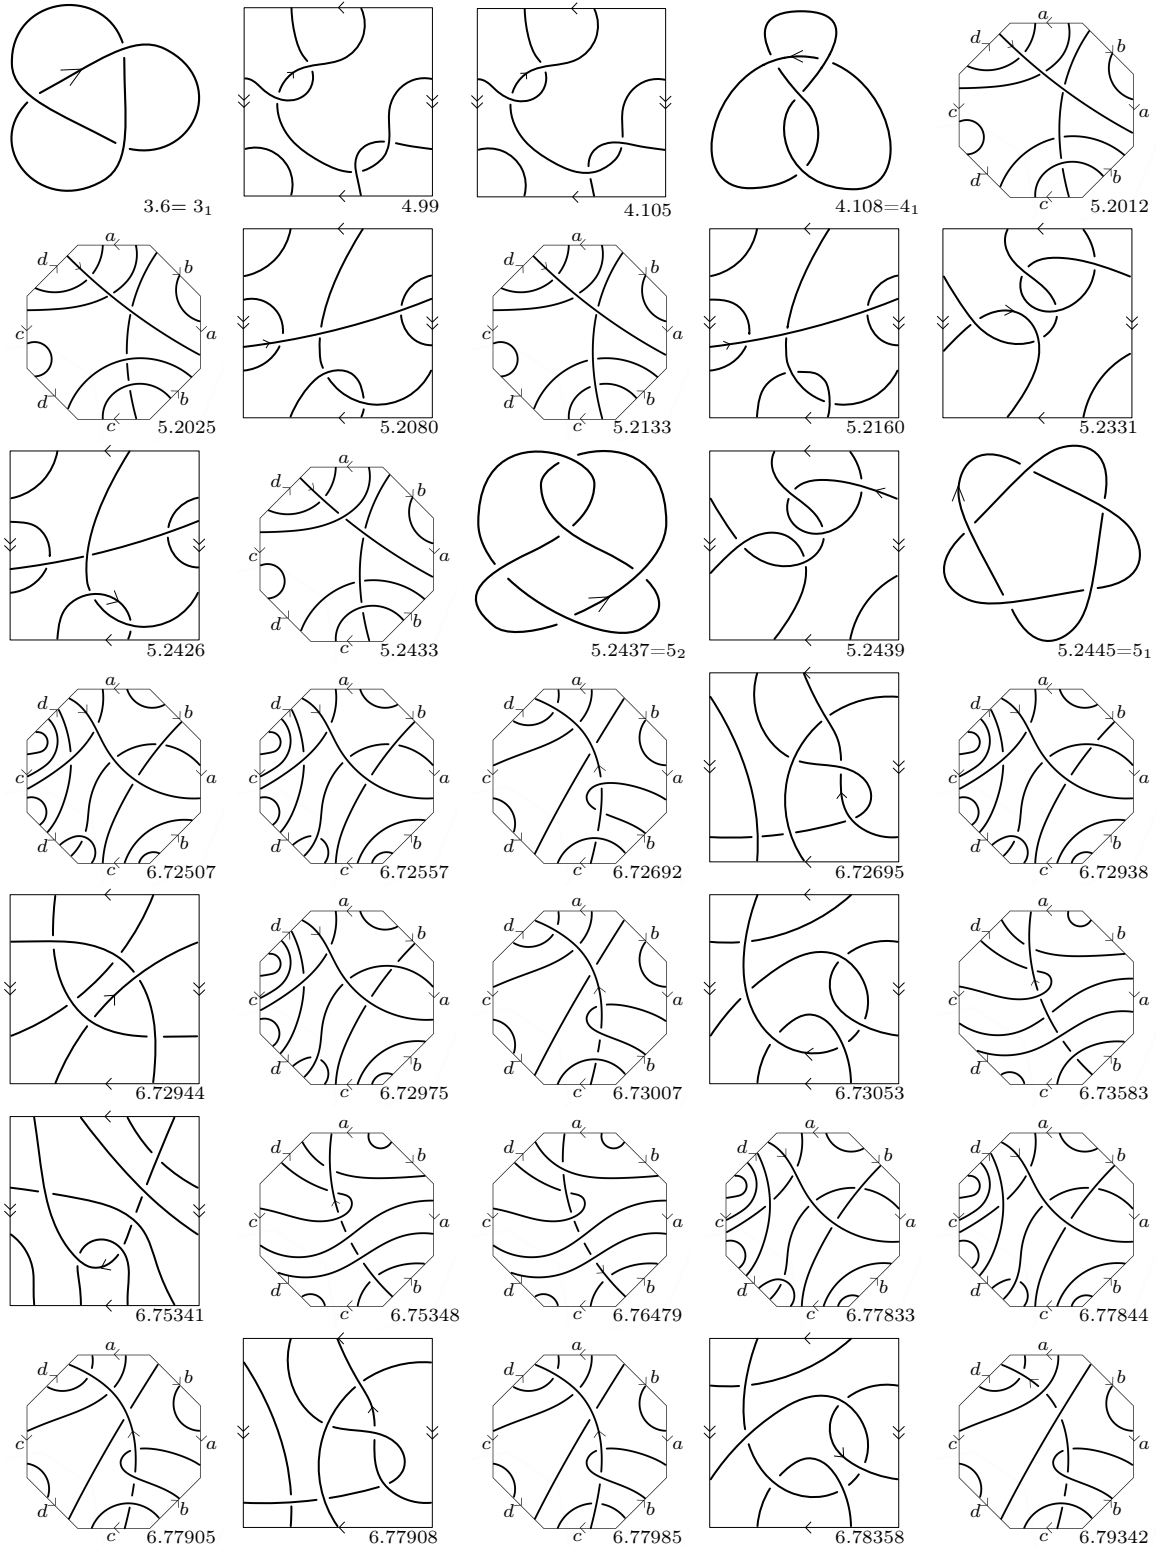 a
d b
c a
d b
3.6= 3₁ 4.99 4.105 4.108=4₁ c 5.2012
a a
d b d b
c a c a
d b d b
c 5.2025 5.2080 c 5.2133 5.2160 5.2331
a
d b
c a
d b
5.2426 c 5.2433 5.2437=5₂ 5.2439 5.2445=5₁
a a a a
d b d b d b d b
c a c a c a c a
d b d b d b d b
c 6.72507 c 6.72557 c 6.72692 6.72695 c 6.72938
a a a
d b d b d b
c a c a c a
d b d b d b
6.72944 c 6.72975 c 6.73007 6.73053 c 6.73583
a a a a
d b d b d b d b
c a c a c a c a
d b d b d b d b
6.75341 c 6.75348 c 6.76479 c 6.77833 c 6.77844
a a a
d b d b d b
c a c a c a
d b d b d b
c 6.77905 6.77908 c 6.77985 6.78358 c 6.79342